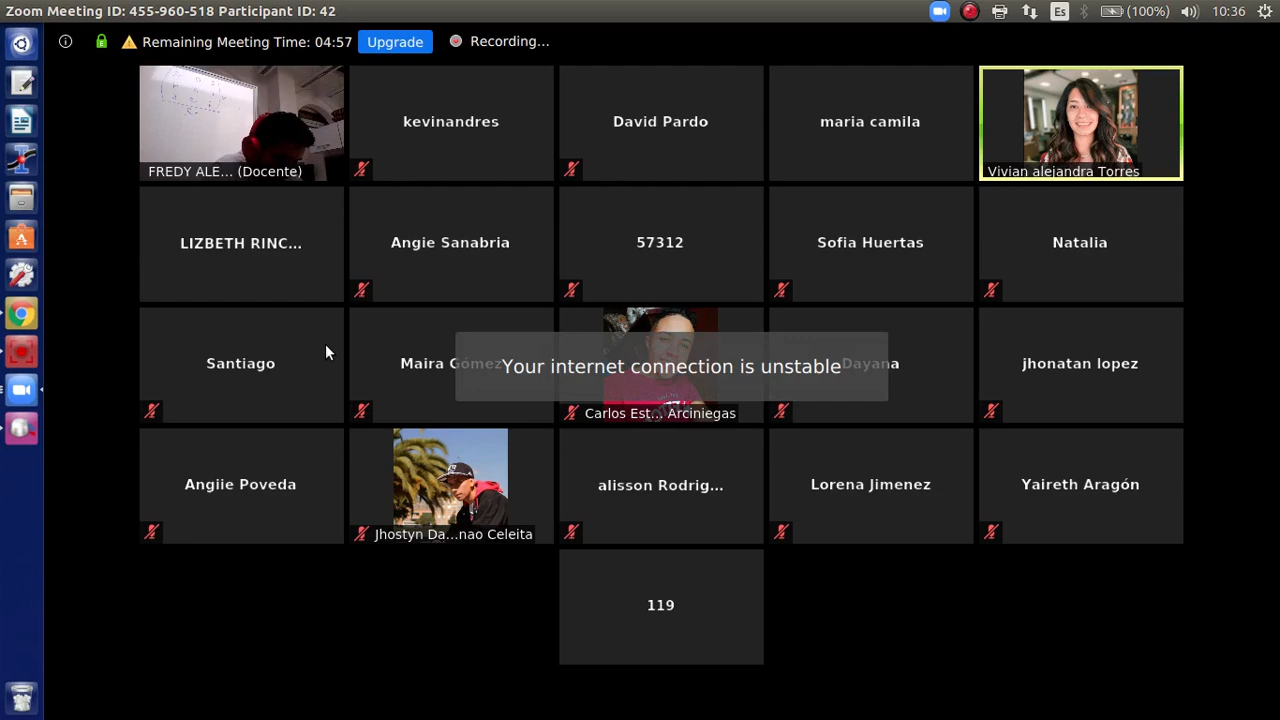 Zoom Meeting ID: 455-960-518 Participant ID: 42
Es
(100%)
10:36
Remaining Meeting Time: 04:57
Upgrade
Recording...
FREDY ALE... (Docente)
kevinandres
David Pardo
maria camila
Vivian alejandra Torres
LIZBETH RINC...
Angie Sanabria
57312
Sofia Huertas
Natalia
Santiago
Maira Gómez
Your internet connection is unstable
Carlos Est... Arciniegas
Dayana
jhonatan lopez
Angiie Poveda
Jhostyn Da...nao Celeita
alisson Rodrig...
Lorena Jimenez
Yaireth Aragón
119